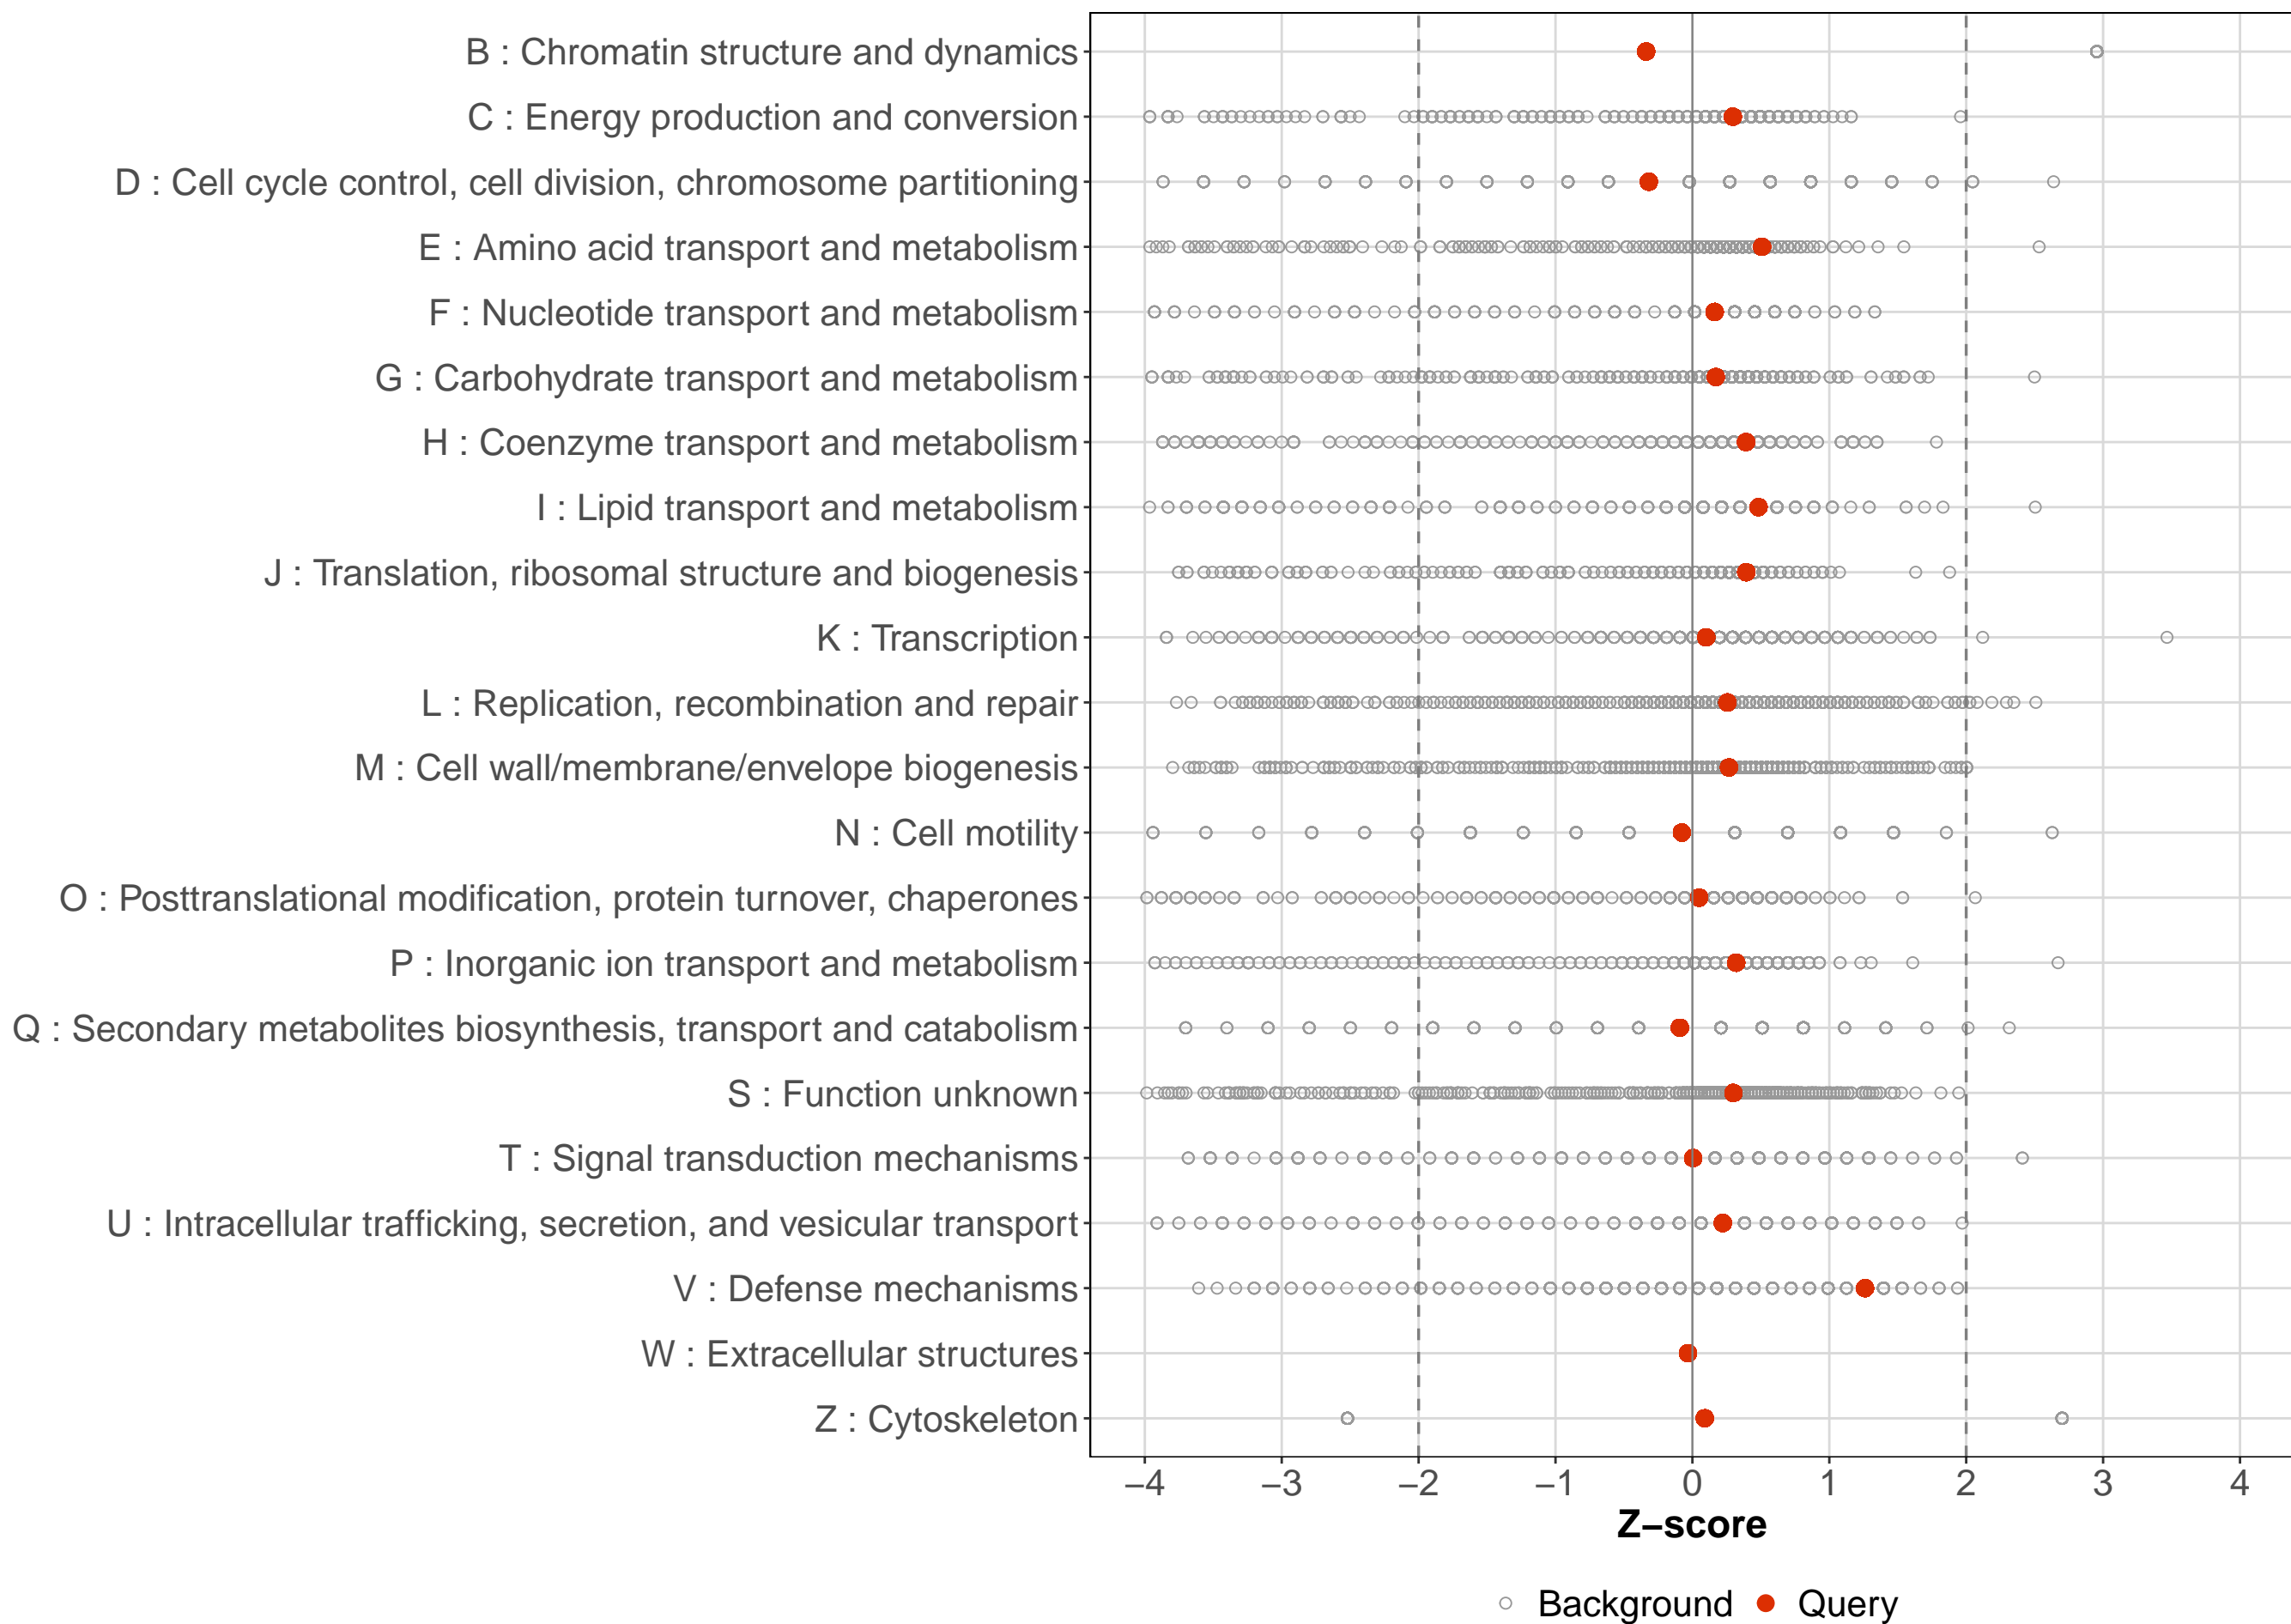 B : Chromatin structure and dynamics
C : Energy production and conversion
D : Cell cycle control, cell division, chromosome partitioning
E : Amino acid transport and metabolism
F : Nucleotide transport and metabolism
G : Carbohydrate transport and metabolism
H : Coenzyme transport and metabolism
I : Lipid transport and metabolism
J : Translation, ribosomal structure and biogenesis
K : Transcription
L : Replication, recombination and repair
M : Cell wall/membrane/envelope biogenesis
N : Cell motility
O : Posttranslational modification, protein turnover, chaperones
P : Inorganic ion transport and metabolism
Q : Secondary metabolites biosynthesis, transport and catabolism
S : Function unknown
T : Signal transduction mechanisms
U : Intracellular trafficking, secretion, and vesicular transport
V : Defense mechanisms
W : Extracellular structures
Z : Cytoskeleton
−4 −3 −2 −1 0 1 2 3 4
Z−score
Background Query